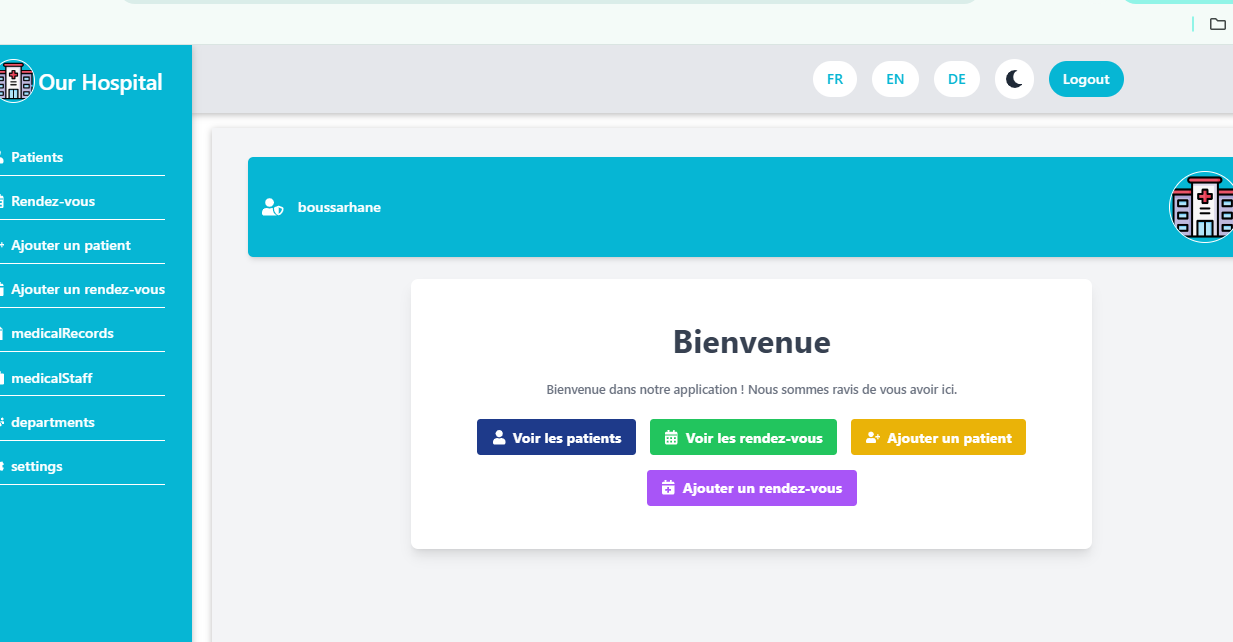 Our Hospital
FR
EN
DE
Logout
Patients
Rendez-vous
Ajouter un patient
Ajouter un rendez-vous
medicalRecords
medicalStaff
departments
settings
boussarhane
Bienvenue
Bienvenue dans notre application ! Nous sommes ravis de vous avoir ici.
Voir les patients
Voir les rendez-vous
Ajouter un patient
Ajouter un rendez-vous